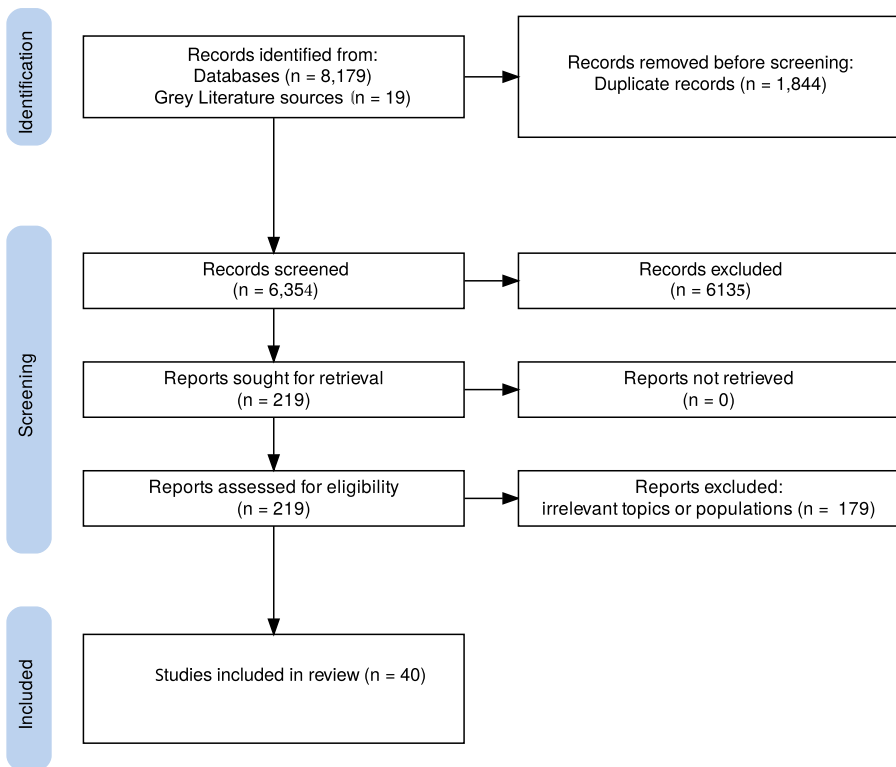 Identification
Records identified from:
Databases (n = 8,179)
Grey Literature sources (n = 19)
Records removed before screening:
Duplicate records (n = 1,844)
Screening
Records screened
(n = 6,354)
Records excluded
(n = 6135)
Reports sought for retrieval
(n = 219)
Reports not retrieved
(n = 0)
Reports assessed for eligibility
(n = 219)
Reports excluded:
irrelevant topics or populations (n =  179)
Included
Studies included in review (n = 40)